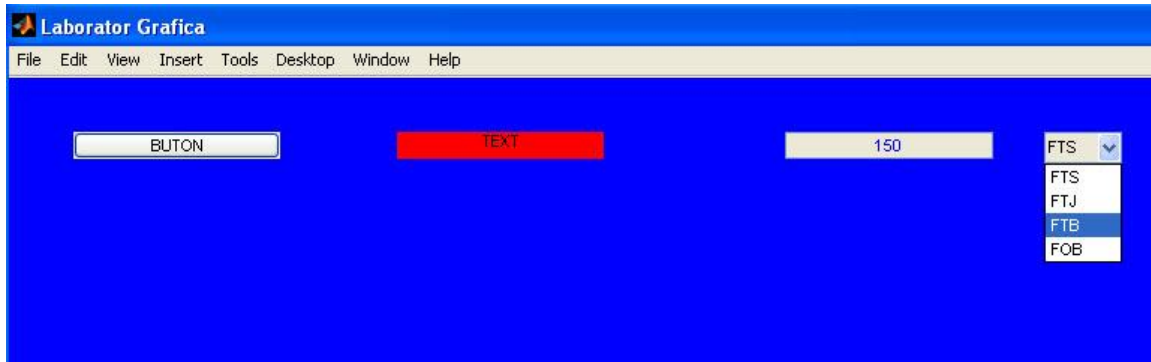 Laborator Grafica
File Edit View Insert Tools Desktop Window Help
BUTON TEXT 150 FTS
FTS
FTJ
FTB
FOB